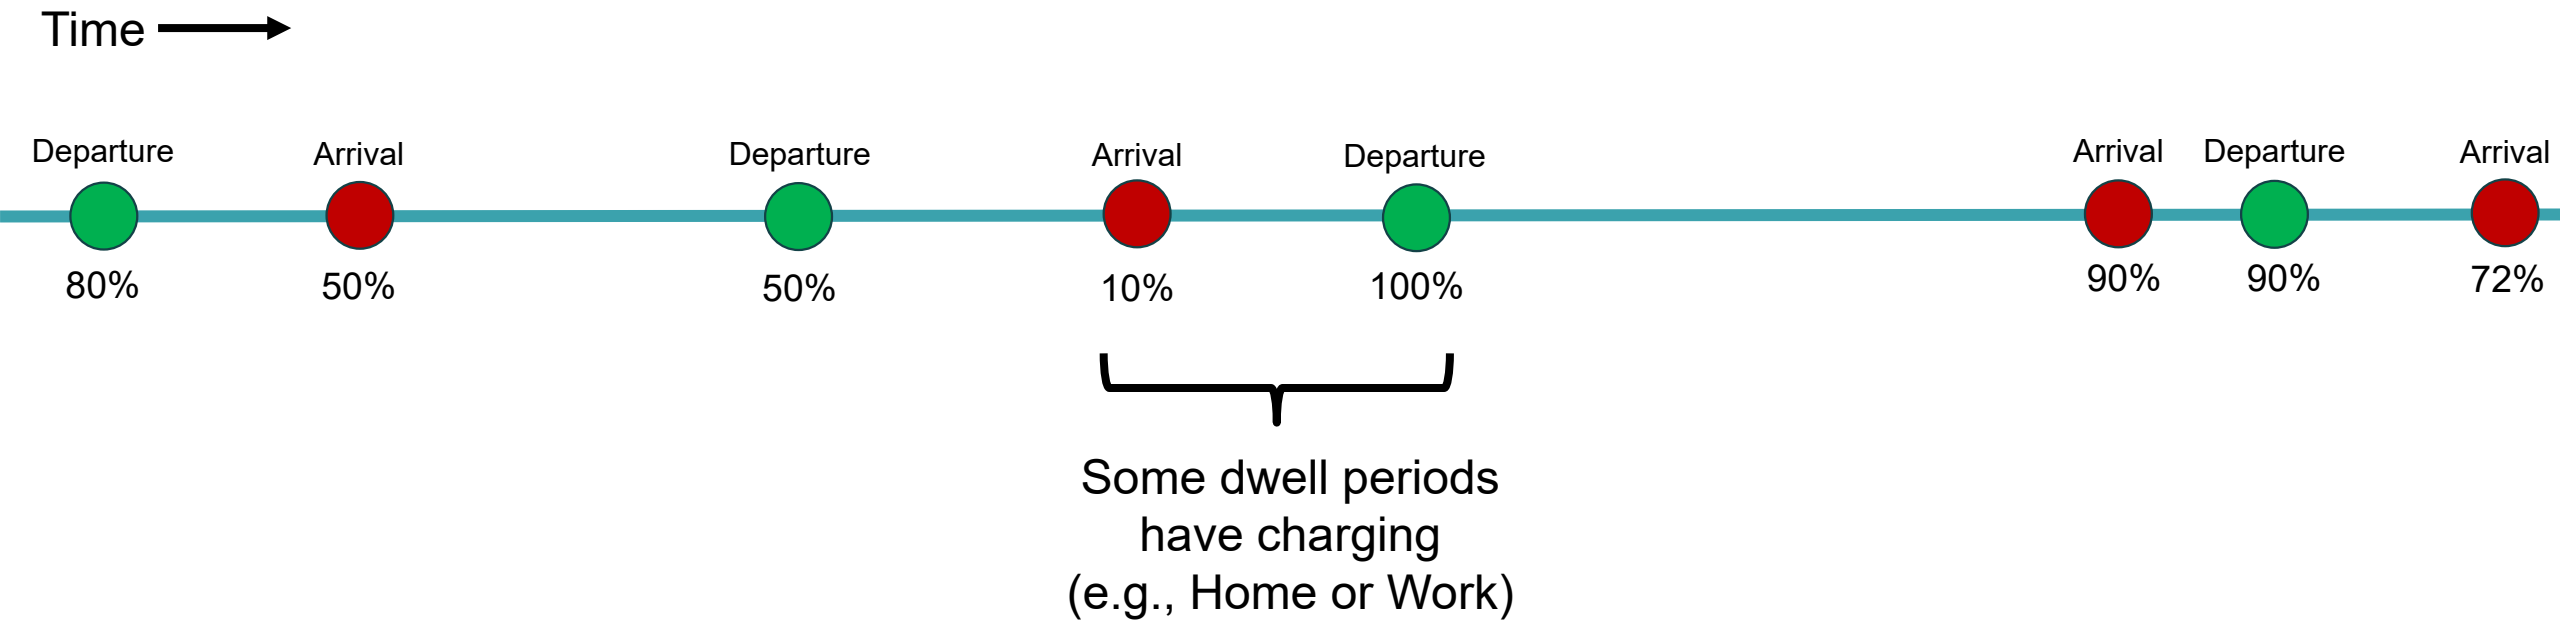 Time
Departure
Arrival
Departure
Arrival
Departure
Arrival
Departure
Arrival
80%
50%
50%
10%
100%
90%
90%
72%
Some dwell periods
have charging
(e.g., Home or Work)